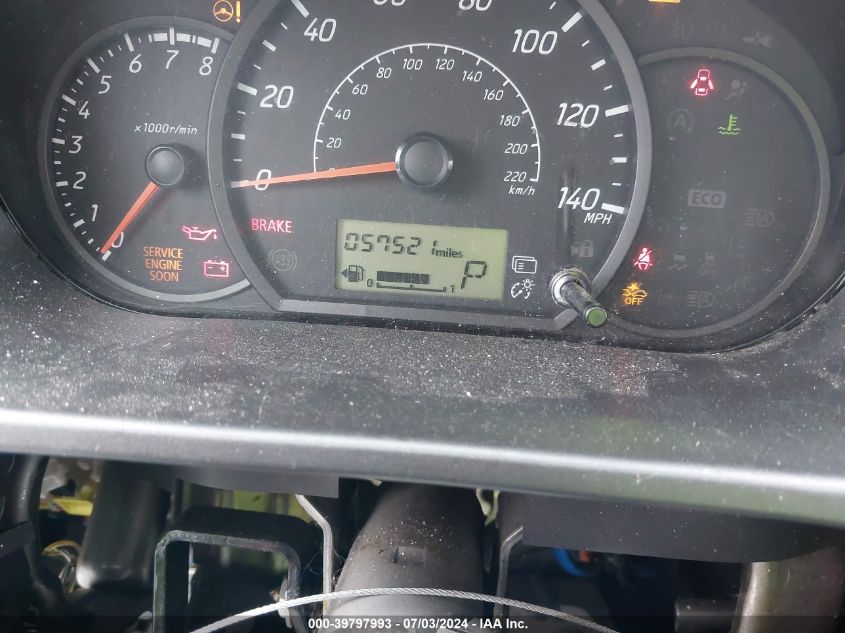 5 6 7 8
4
3
2
1
0
x1000r/min
SERVICE
ENGINE
SOON
0 20 40 60 80 100 120 140
MPH
20 40 60 80 100 120 140 160 180 200 220
km/h
BRAKE
057521 miles
0 1 P
ECO
OFF
000-39797993 - 07/03/2024 - IAA Inc.